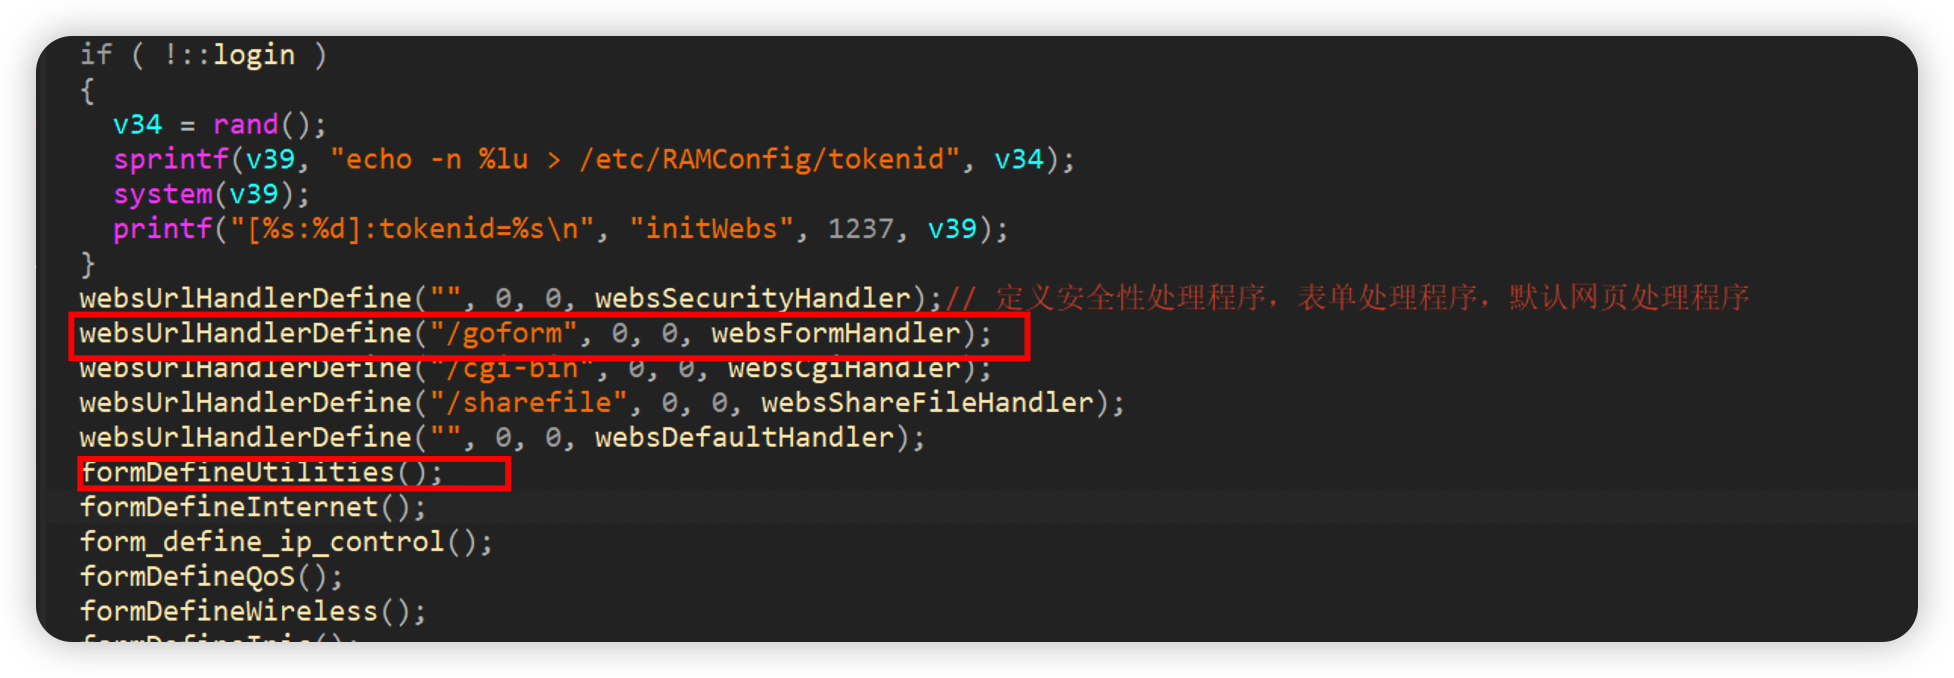 if ( !::login )
{
v34 = rand();
sprintf(v39, "echo -n %lu > /etc/RAMConfig/tokenid", v34);
system(v39);
printf("[%s:%d]:tokenid=%s\n", "initWebs", 1237, v39);
}
websUrlHandlerDefine("", 0, 0, websSecurityHandler);// 定义安全性处理程序，表单处理程序，默认网页处理程序
websUrlHandlerDefine("/goform", 0, 0, websFormHandler);
websUrlHandlerDefine("/cgi-bin", 0, 0, websCgiHandler);
websUrlHandlerDefine("/sharefile", 0, 0, websShareFileHandler);
websUrlHandlerDefine("", 0, 0, websDefaultHandler);
formDefineUtilities();
formDefineInternet();
form_define_ip_control();
formDefineQoS();
formDefineWireless();